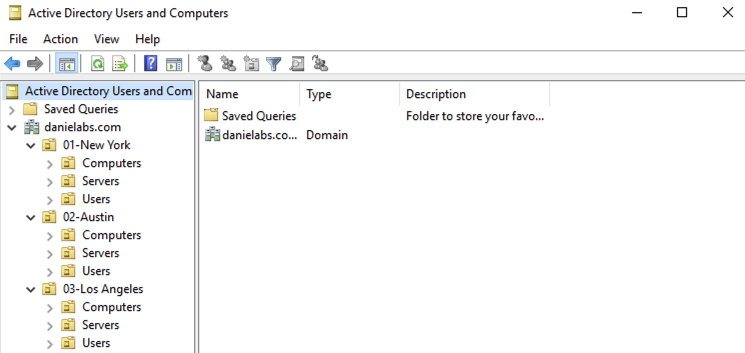 Active Directory Users and Computers
File Action View Help
Active Directory Users and Com
Saved Queries
danielabs.com
01-New York
Computers
Servers
Users
02-Austin
Computers
Servers
Users
03-Los Angeles
Computers
Servers
Users
Name Type Description
Saved Queries Folder to store your favo...
danielabs.co... Domain